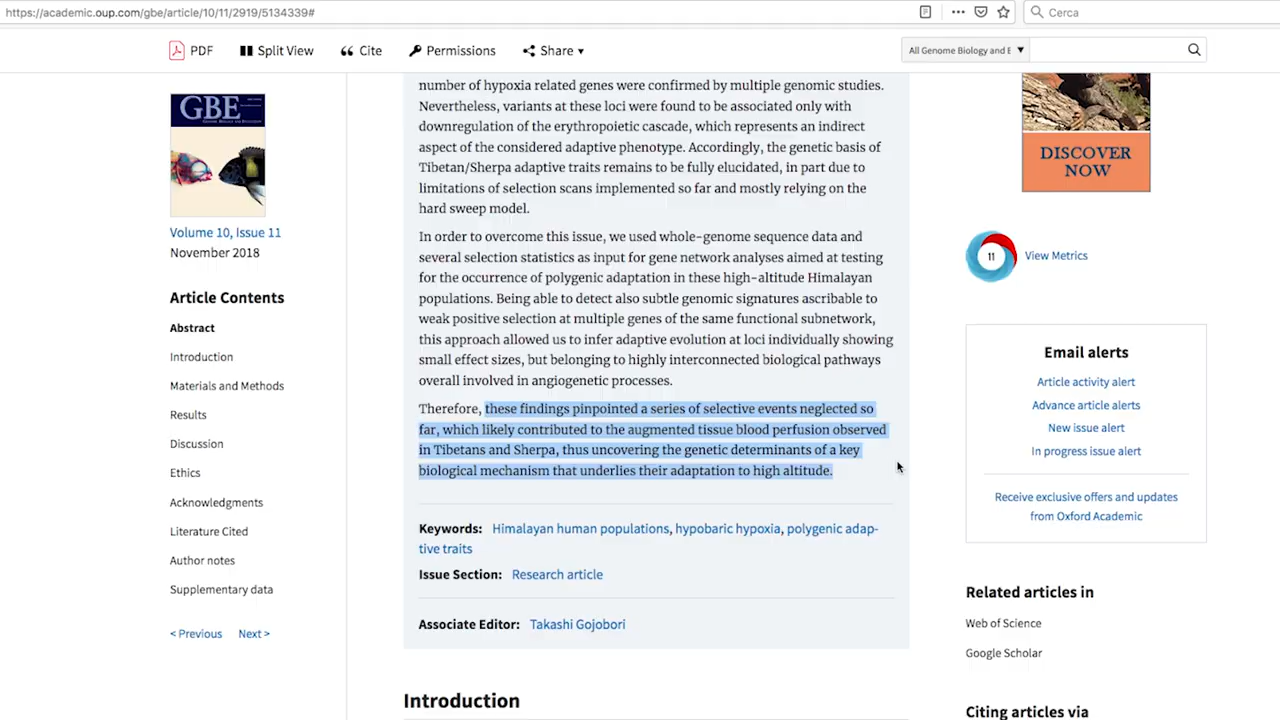 https://academic.oup.com/gbe/article/10/11/2919/5134339#
Cerca
PDF
Split View
Cite
Permissions
Share ▾
All Genome Biology and E
GBE
Volume 10, Issue 11
November 2018
Article Contents
Abstract
Introduction
Materials and Methods
Results
Discussion
Ethics
Acknowledgments
Literature Cited
Author notes
Supplementary data
< Previous
Next >
number of hypoxia related genes were confirmed by multiple genomic studies.
Nevertheless, variants at these loci were found to be associated only with
downregulation of the erythropoietic cascade, which represents an indirect
aspect of the considered adaptive phenotype. Accordingly, the genetic basis of
Tibetan/Sherpa adaptive traits remains to be fully elucidated, in part due to
limitations of selection scans implemented so far and mostly relying on the
hard sweep model.
In order to overcome this issue, we used whole-genome sequence data and
several selection statistics as input for gene network analyses aimed at testing
for the occurrence of polygenic adaptation in these high-altitude Himalayan
populations. Being able to detect also subtle genomic signatures ascribable to
weak positive selection at multiple genes of the same functional subnetwork,
this approach allowed us to infer adaptive evolution at loci individually showing
small effect sizes, but belonging to highly interconnected biological pathways
overall involved in angiogenetic processes.
Therefore, these findings pinpointed a series of selective events neglected so
far, which likely contributed to the augmented tissue blood perfusion observed
in Tibetans and Sherpa, thus uncovering the genetic determinants of a key
biological mechanism that underlies their adaptation to high altitude.
Keywords: Himalayan human populations, hypobaric hypoxia, polygenic adap-
tive traits
Issue Section: Research article
Associate Editor: Takashi Gojobori
Introduction
DISCOVER
NOW
11
View Metrics
Email alerts
Article activity alert
Advance article alerts
New issue alert
In progress issue alert
Receive exclusive offers and updates
from Oxford Academic
Related articles in
Web of Science
Google Scholar
Citing articles via